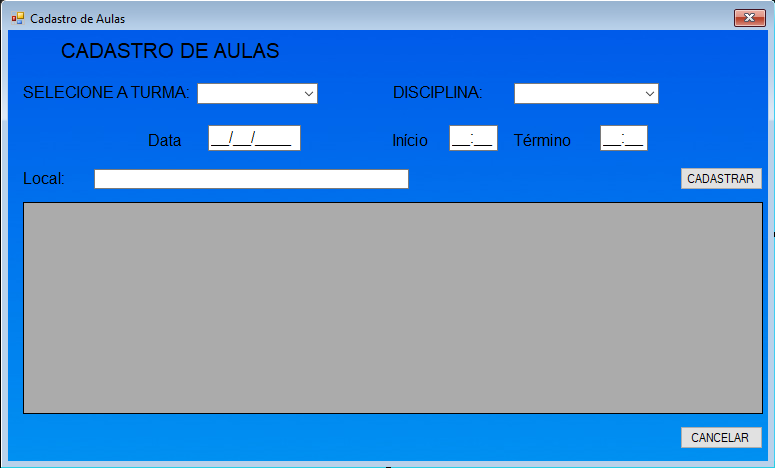 Cadastro de Aulas
CADASTRO DE AULAS
SELECIONE A TURMA: DISCIPLINA:
Data __/__/____ Início __:__ Término __:__
Local: CADASTRAR
CANCELAR